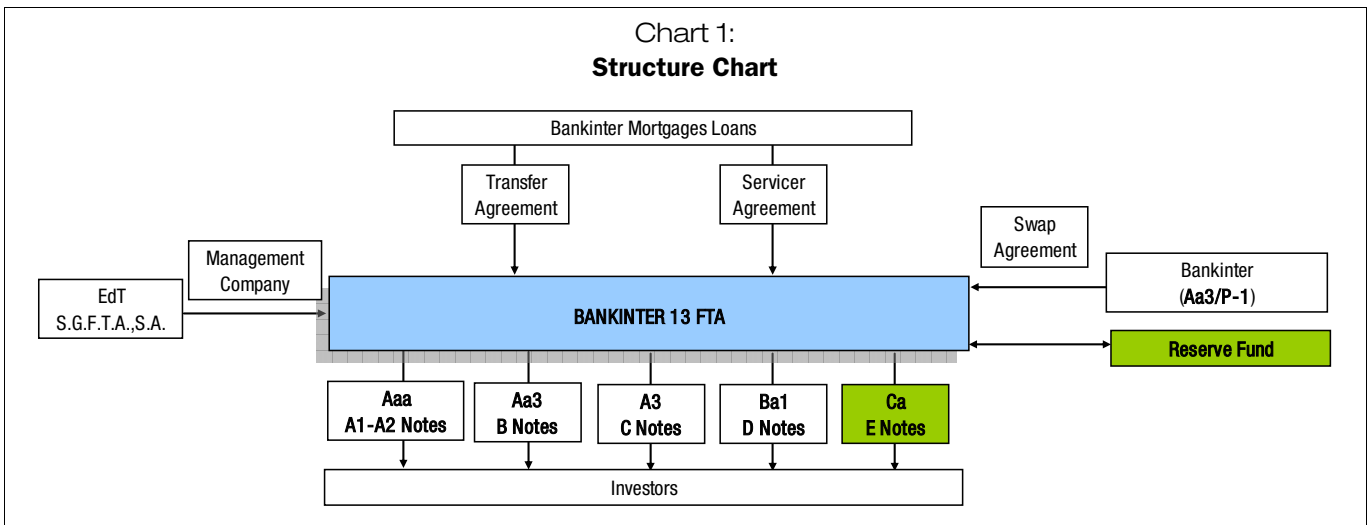 Chart 1:
Structure Chart
Bankinter Mortgages Loans
Transfer
Agreement
Servicer
Agreement
Swap
Agreement
Management
Company
EdT
S.G.F.T.A.,S.A.
BANKINTER 13 FTA
Bankinter
(Aa3/P-1)
Reserve Fund
Aaa
A1-A2 Notes
Aa3
B Notes
A3
C Notes
Ba1
D Notes
Ca
E Notes
Investors